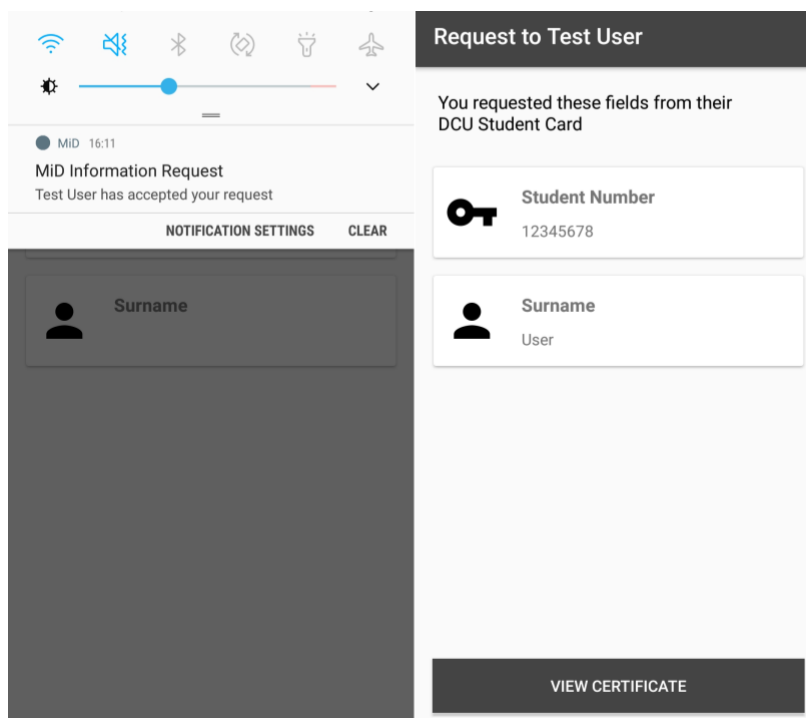 MiD 16:11
MiD Information Request
Test User has accepted your request
NOTIFICATION SETTINGS CLEAR
Surname
Request to Test User
You requested these fields from their
DCU Student Card
Student Number
12345678
Surname
User
VIEW CERTIFICATE